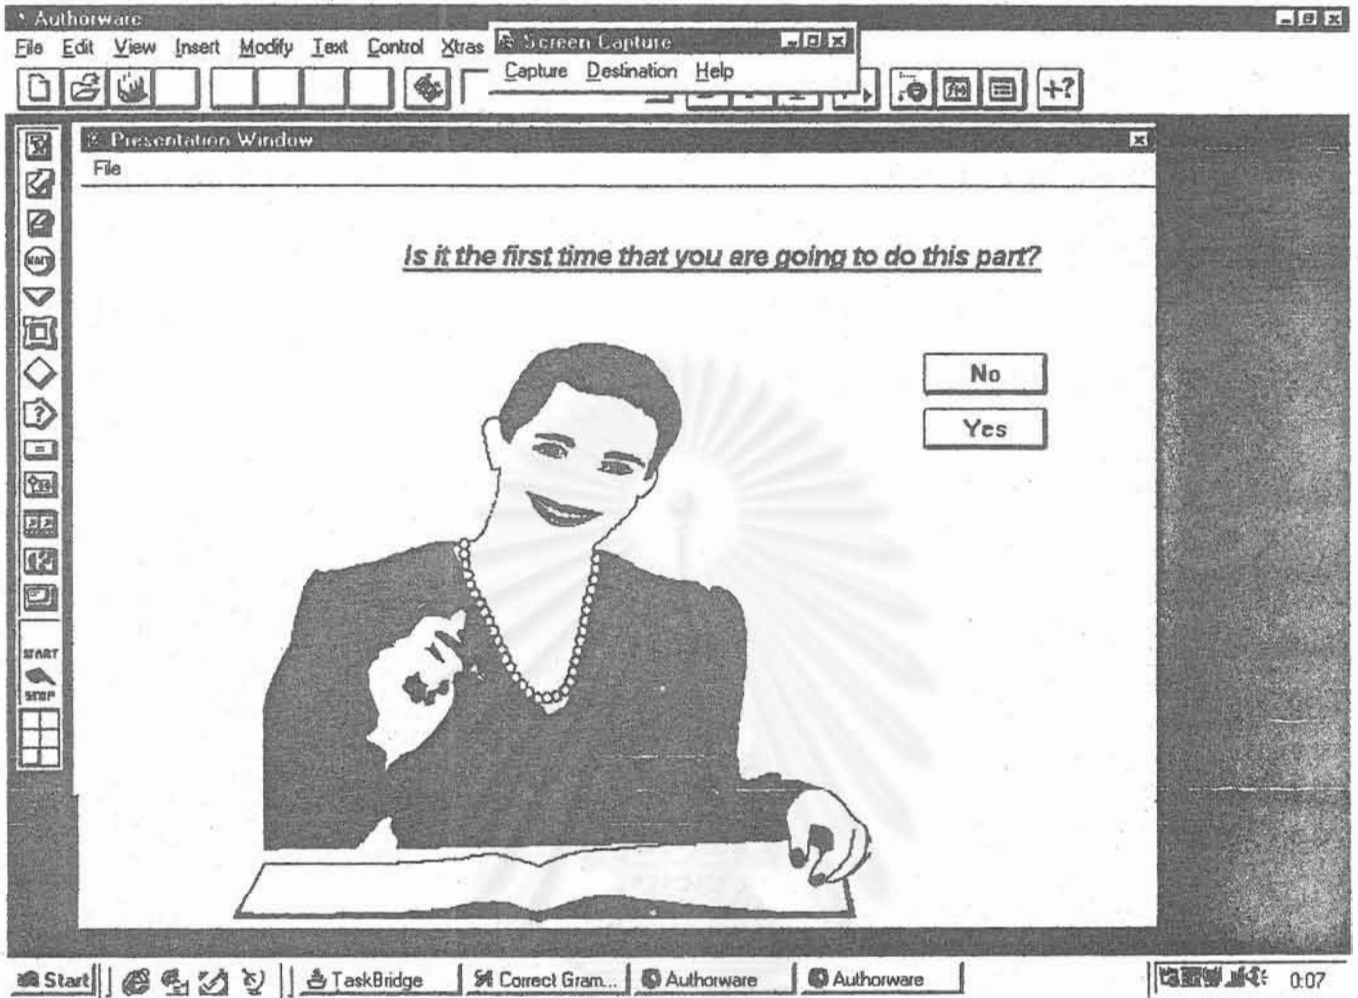 Authorware
File Edit View Insert Modify Text Control Xtras
Screen Capture
Capture Destination Help
Presentation Window
File
Is it the first time that you are going to do this part?
No
Yes
WAIT
START
STOP
Start TaskBridge Correct Gram... Authorware Authorware 0:07